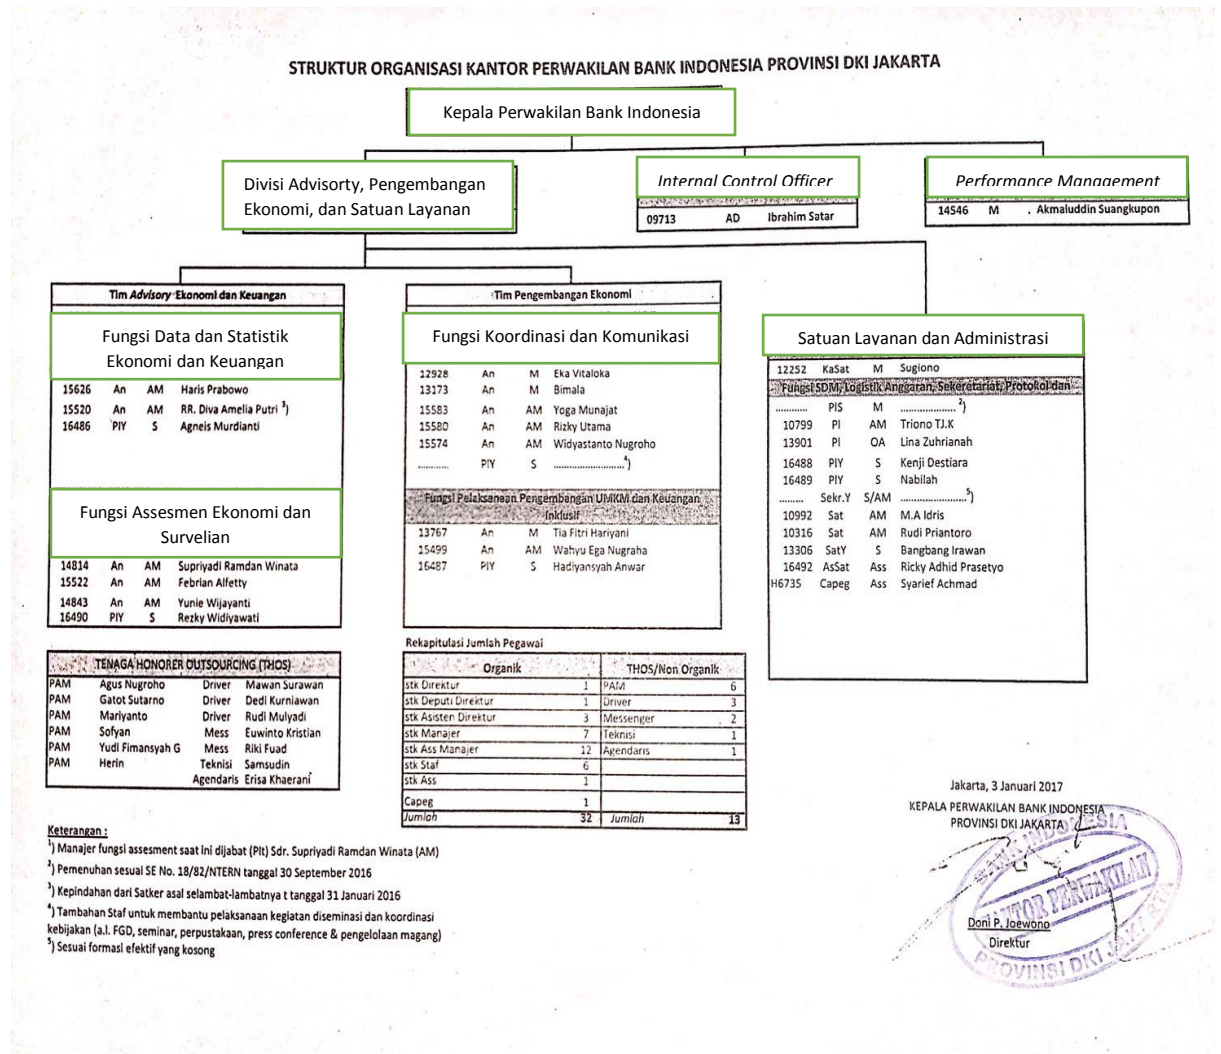 STRUKTUR ORGANISASI KANTOR PERWAKILAN BANK INDONESIA PROVINSI DKI JAKARTA
Kepala Perwakilan Bank Indonesia
Divisi Advisorty, Pengembangan
Ekonomi, dan Satuan Layanan
Internal Control Officer
09713 AD Ibrahim Satar
Performance Management
14546 M . Akmaluddin Suangkupon
Tim Advisory Ekonomi dan Keuangan
Fungsi Data dan Statistik
Ekonomi dan Keuangan
15626 An AM Haris Prabowo
15520 An AM RR. Diva Amelia Putri 3)
16486 PIY S Agneis Murdianti
Fungsi Assesmen Ekonomi dan
Survelian
14814 An AM Supriyadi Ramdan Winata
15522 An AM Febrian Alfetty
14843 An AM Yunie Wijayanti
16490 PIY S Rezky Widiyawati
Tim Pengembangan Ekonomi
Fungsi Koordinasi dan Komunikasi
12928 An M Eka Vitaloka
13173 An M Bimala
15583 An AM Yoga Munajat
15580 An AM Rizky Utama
15574 An AM Widyastanto Nugroho
............ PIY S ............................4)
Fungsi Pelaksanaan Pengembangan UMKM dan Keuangan
Inklusif
13767 An M Tia Fitri Hariyani
15499 An AM Wahyu Ega Nugraha
16487 PIY S Hadiyansyah Anwar
Satuan Layanan dan Administrasi
12252 KaSat M Sugiono
Fungsi SDM, Logistik Anggaran, Sekeretariat, Protokol dan
............ PIS M .................... 2)
10799 PI AM Triono TJ.K
13901 PI OA Lina Zuhrianah
16488 PIY S Kenji Destiara
16489 PIY S Nabilah
......... Sekr.Y S/AM ........................5)
10992 Sat AM M.A Idris
10316 Sat AM Rudi Priantoro
13306 SatY S Bangbang Irawan
16492 AsSat Ass Ricky Adhid Prasetyo
H6735 Capeg Ass Syarief Achmad
TENAGA HONORER OUTSOURCING (THOS)
PAM Agus Nugroho Driver Mawan Surawan
PAM Gatot Sutarno Driver Dedi Kurniawan
PAM Mariyanto Driver Rudi Mulyadi
PAM Sofyan Mess Euwinto Kristian
PAM Yudi Fimansyah G Mess Riki Fuad
PAM Herin Teknisi Samsudin
Agendaris Erisa Khaerani
Rekapitulasi Jumlah Pegawai
Organik THOS/Non Organik
stk Direktur 1 PAM 6
stk Deputi Direktur 1 Driver 3
stk Asisten Direktur 3 Messenger 2
stk Manajer 7 Teknisi 1
stk Ass Manajer 12 Agendaris 1
stk Staf 6
stk Ass 1
Capeg 1
Jumlah 32 Jumlah 13
Keterangan :
1) Manajer fungsi assesment saat ini dijabat (Plt) Sdr. Supriyadi Ramdan Winata (AM)
2) Pemenuhan sesuai SE No. 18/82/NTERN tanggal 30 September 2016
3) Kepindahan dari Satker asal selambat-lambatnya t tanggal 31 Januari 2016
4) Tambahan Staf untuk membantu pelaksanaan kegiatan diseminasi dan koordinasi
kebijakan (a.l. FGD, seminar, perpustakaan, press conference & pengelolaan magang)
5) Sesuai formasi efektif yang kosong
Jakarta, 3 Januari 2017
KEPALA PERWAKILAN BANK INDONESIA
PROVINSI DKI JAKARTA
BANK INDONESIA
KANTOR PERWAKILAN
PROVINSI DKI JAKARTA
Doni P. Joewono
Direktur